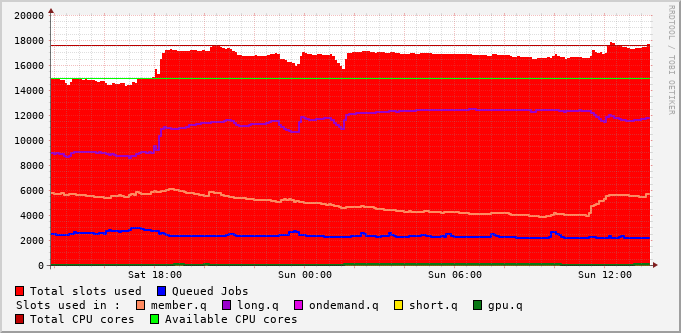 RRDTOOL / TOBI OETIKER
20000
18000
16000
14000
12000
10000
8000
6000
4000
2000
0
Sat 18:00 Sun 00:00 Sun 06:00 Sun 12:00
Total slots used Queued Jobs
Slots used in : member.q long.q ondemand.q short.q gpu.q
Total CPU cores Available CPU cores